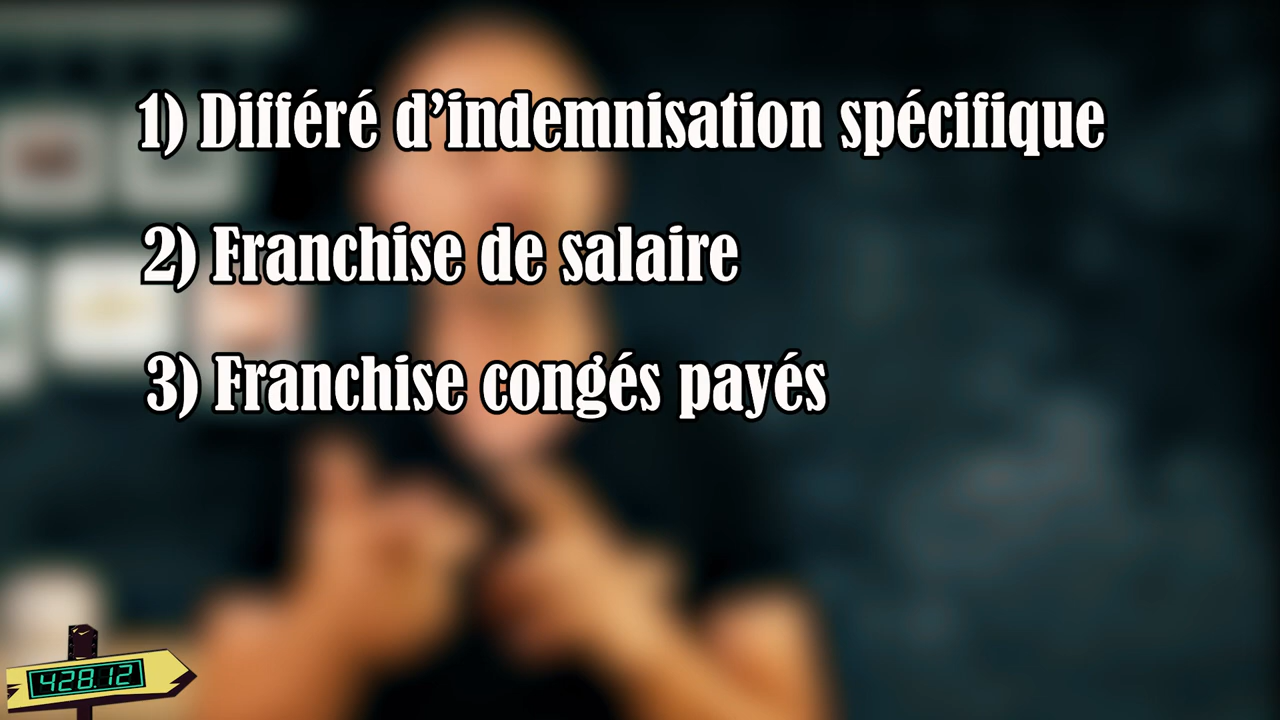 1) Différé d’indemnisation spécifique
2) Franchise de salaire
3) Franchise congés payés
428.12